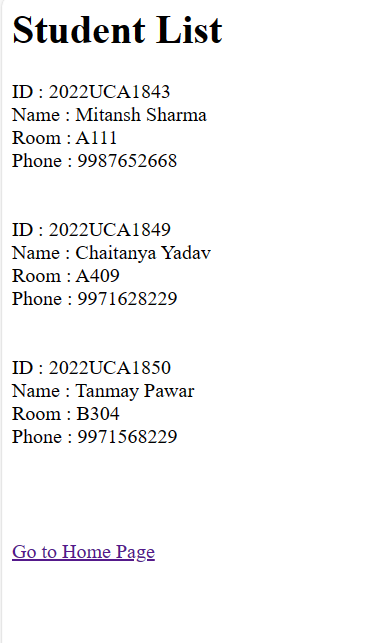 Student List
ID : 2022UCA1843
Name : Mitansh Sharma
Room : A111
Phone : 9987652668
ID : 2022UCA1849
Name : Chaitanya Yadav
Room : A409
Phone : 9971628229
ID : 2022UCA1850
Name : Tanmay Pawar
Room : B304
Phone : 9971568229
Go to Home Page